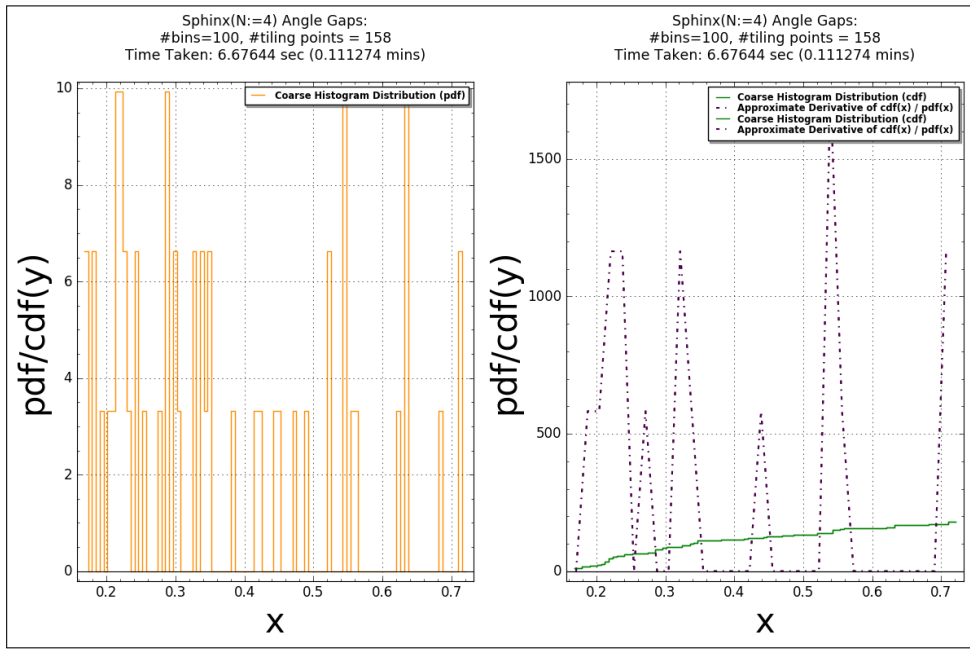 Sphinx(N:=4) Angle Gaps:
#bins=100, #tiling points = 158
Time Taken: 6.67644 sec (0.111274 mins)
Coarse Histogram Distribution (pdf)
10
8
6
4
2
0
0.2 0.3 0.4 0.5 0.6 0.7
pdf/cdf(y)
x
Sphinx(N:=4) Angle Gaps:
#bins=100, #tiling points = 158
Time Taken: 6.67644 sec (0.111274 mins)
Coarse Histogram Distribution (cdf)
Approximate Derivative of cdf(x) / pdf(x)
Coarse Histogram Distribution (cdf)
Approximate Derivative of cdf(x) / pdf(x)
1500
1000
500
0
0.2 0.3 0.4 0.5 0.6 0.7
pdf/cdf(y)
x